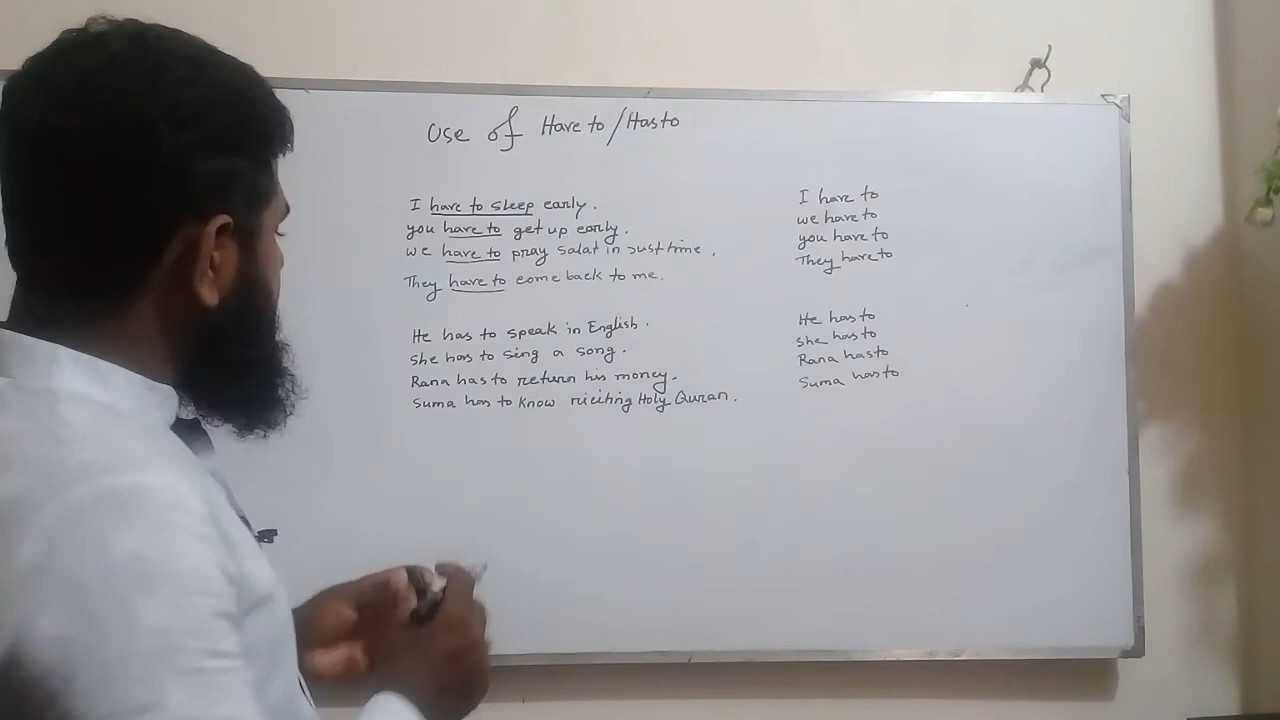 Use of Have to / Has to
I have to sleep early.
you have to get up early.
we have to pray salat in just time.
They have to come back to me.
He has to speak in English.
she has to sing a song.
Rana has to return his money.
Suma has to know riciting Holy Quran.
I have to
we have to
you have to
They have to
He has to
she has to
Rana has to
Suma has to